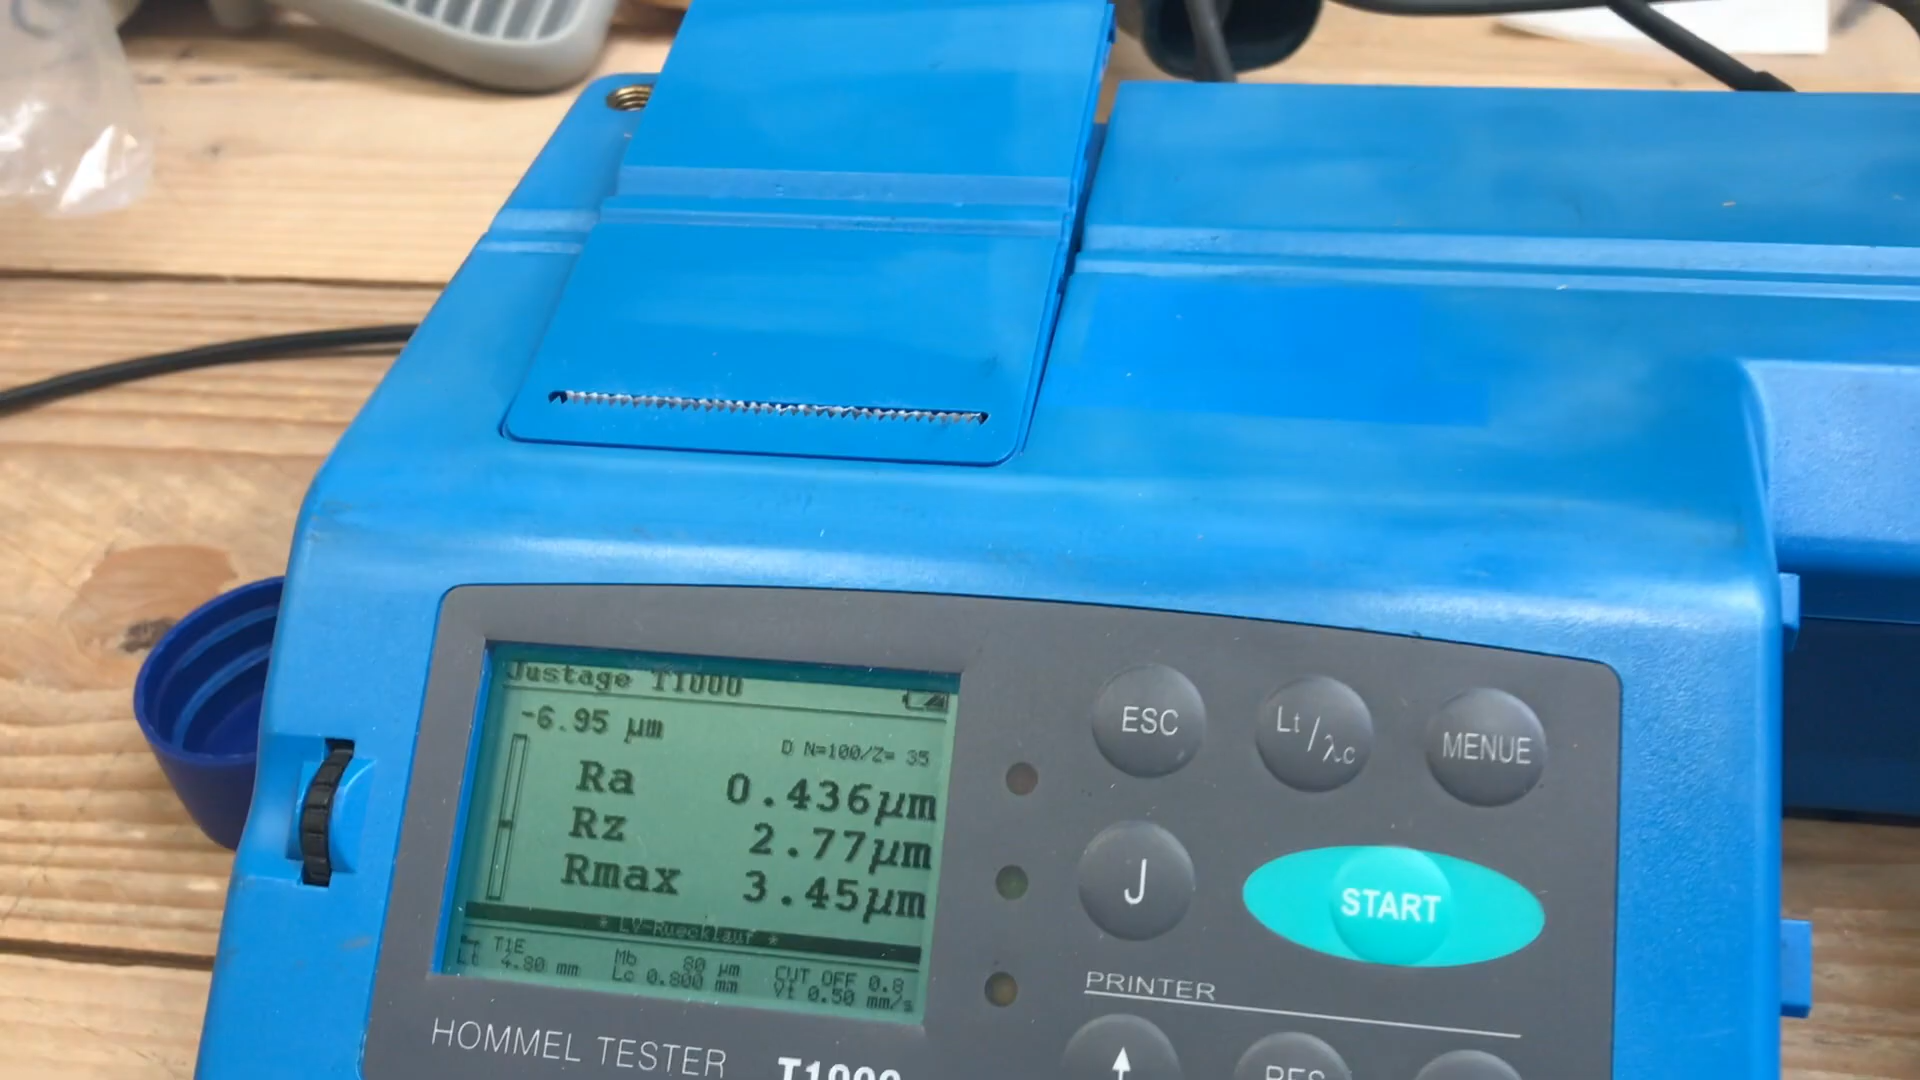 Justage T1000
-6.95 µm
D N=100/Z= 35
Ra 0.436µm
Rz 2.77µm
Rmax 3.45µm
* LV-Ruecklauf *
T1E Mb 80 µm CUT OFF 0.8
Lt 4.80 mm Lc 0.800 mm Vt 0.50 mm/s
HOMMEL TESTER T1000
ESC
Lt/λc
MENUE
J
START
PRINTER
RES